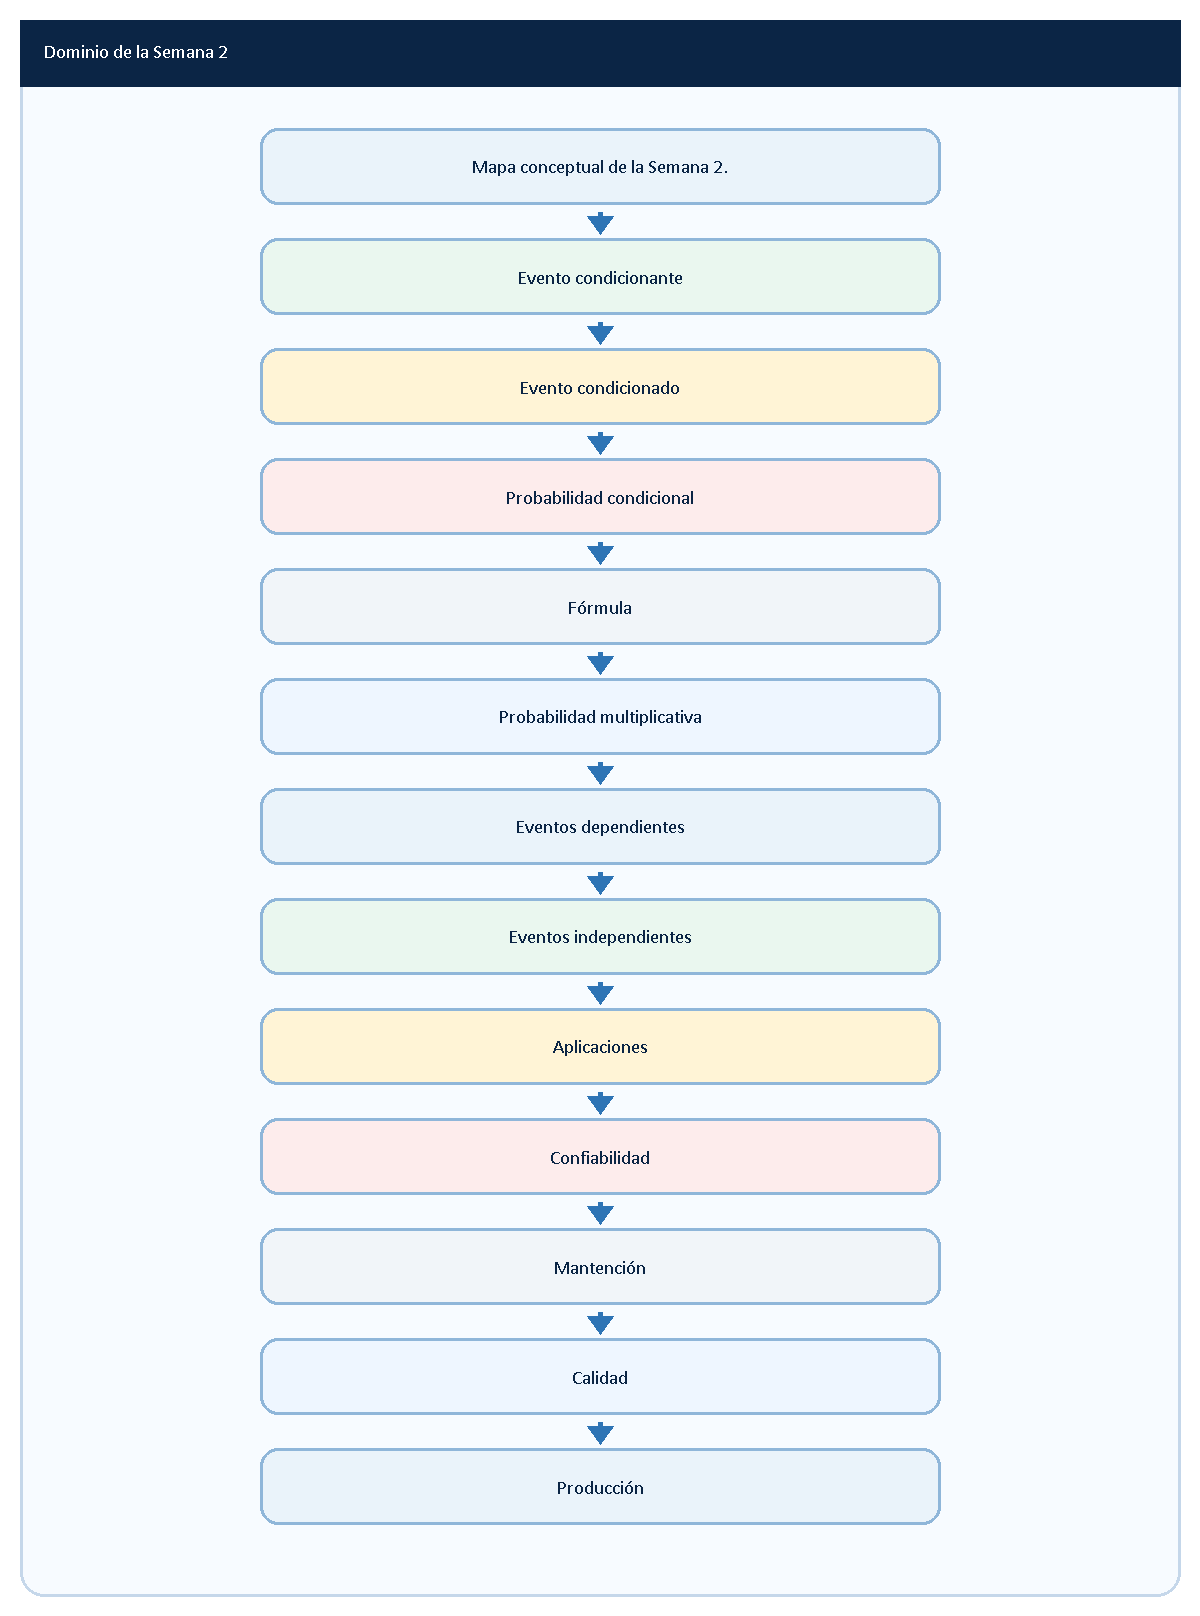 Dominio de la Semana 2
Mapa conceptual de la Semana 2.
Evento condicionante
Evento condicionado
Probabilidad condicional
Fórmula
Probabilidad multiplicativa
Eventos dependientes
Eventos independientes
Aplicaciones
Confiabilidad
Mantención
Calidad
Producción